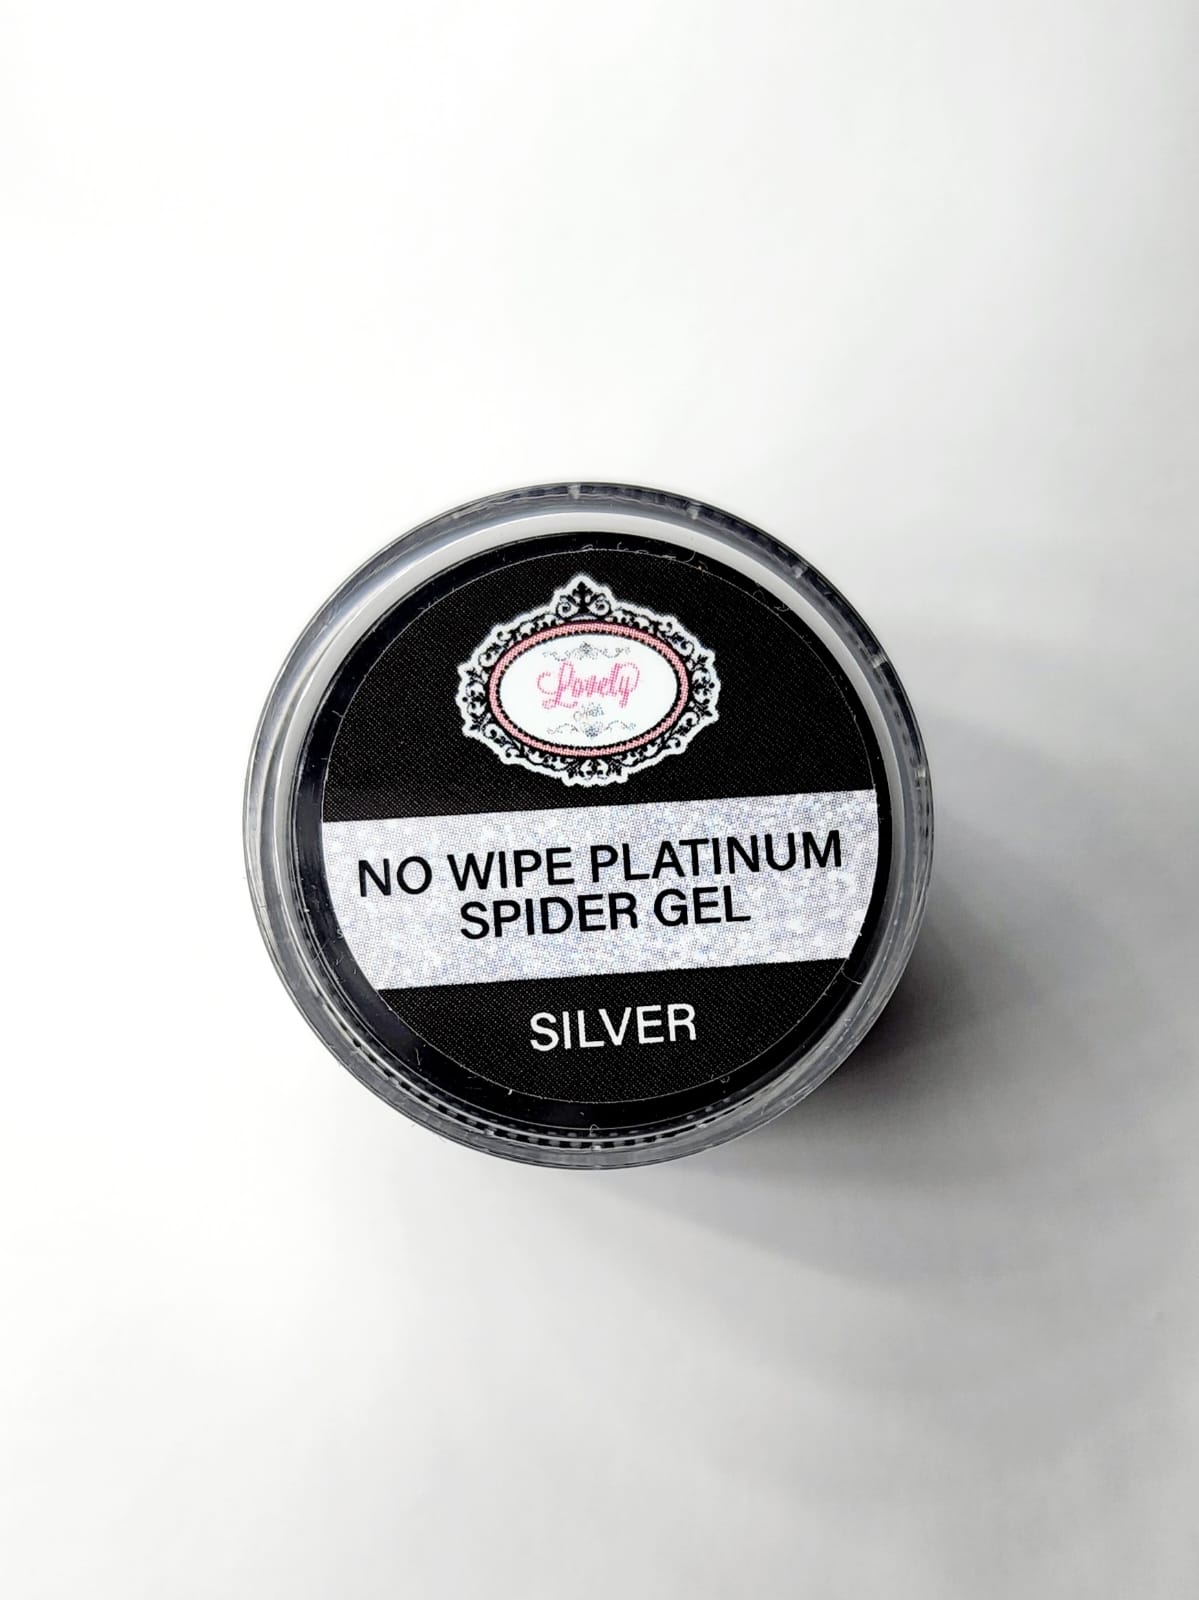 Lovely
NO WIPE PLATINUM
SPIDER GEL
SILVER